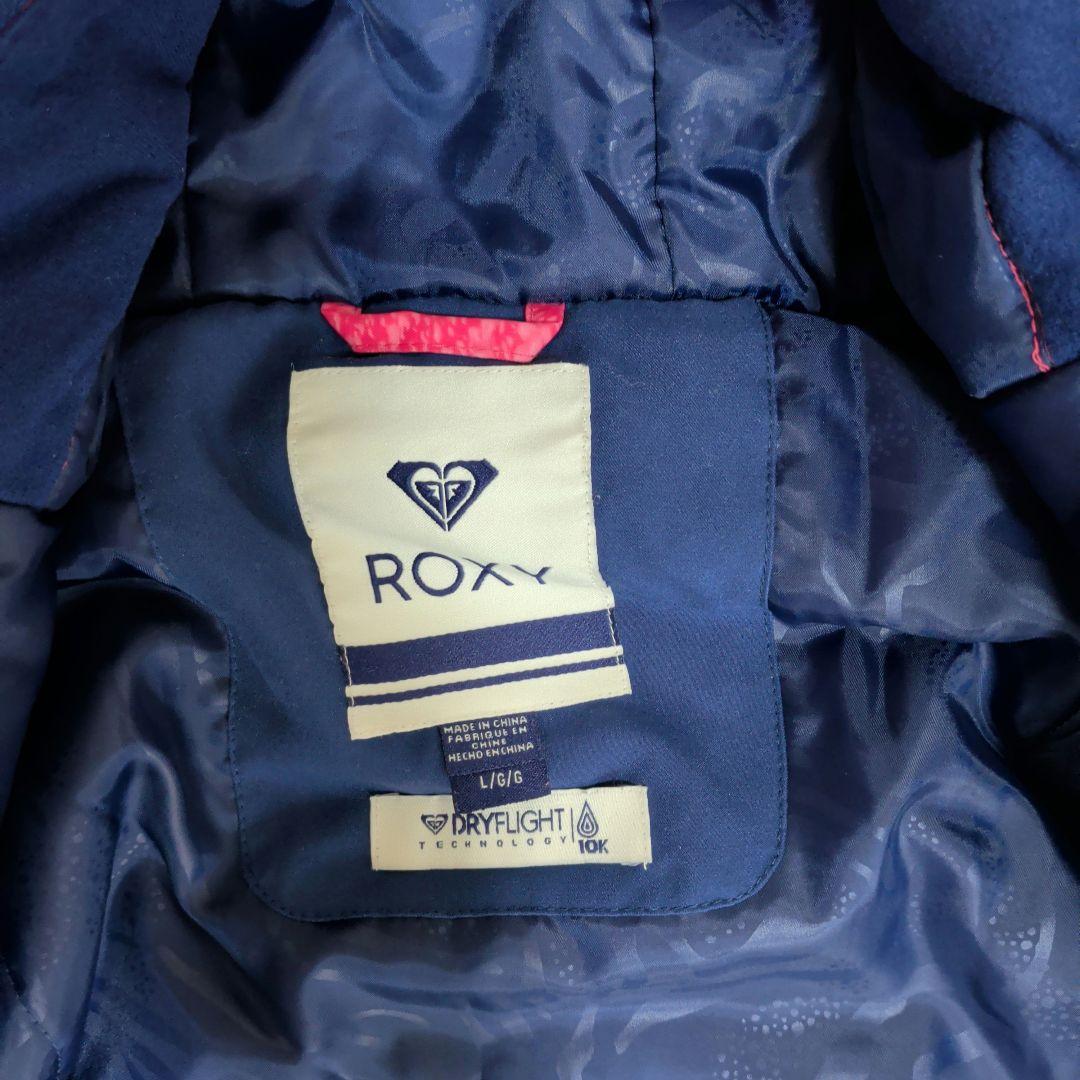 ROXY
MADE IN CHINA
FABRIQUE EN
CHINE
HECHO EN CHINA
L/G/G
DRYFLIGHT
TECHNOLOGY
10K